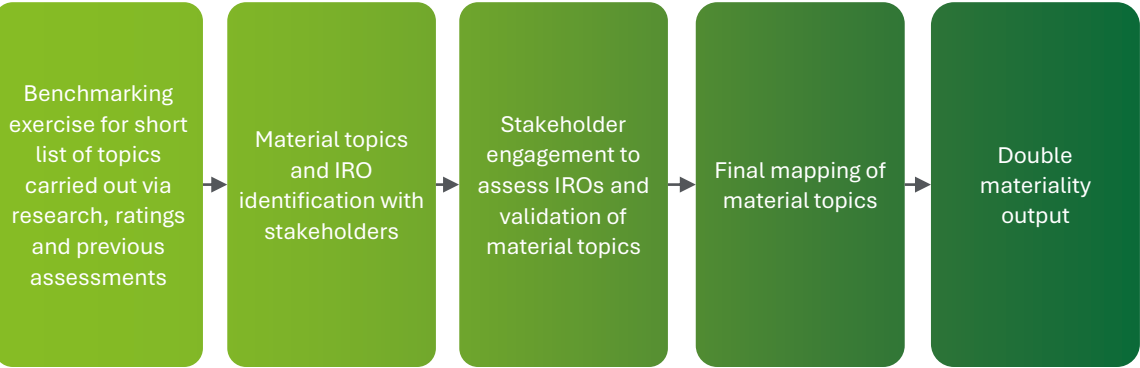 Benchmarking
exercise for short
list of topics
carried out via
research, ratings
and previous
assessments
Material topics
and IRO
identification with
stakeholders
Stakeholder
engagement to
assess IROs and
validation of
material topics
Final mapping of
material topics
Double
materiality
output